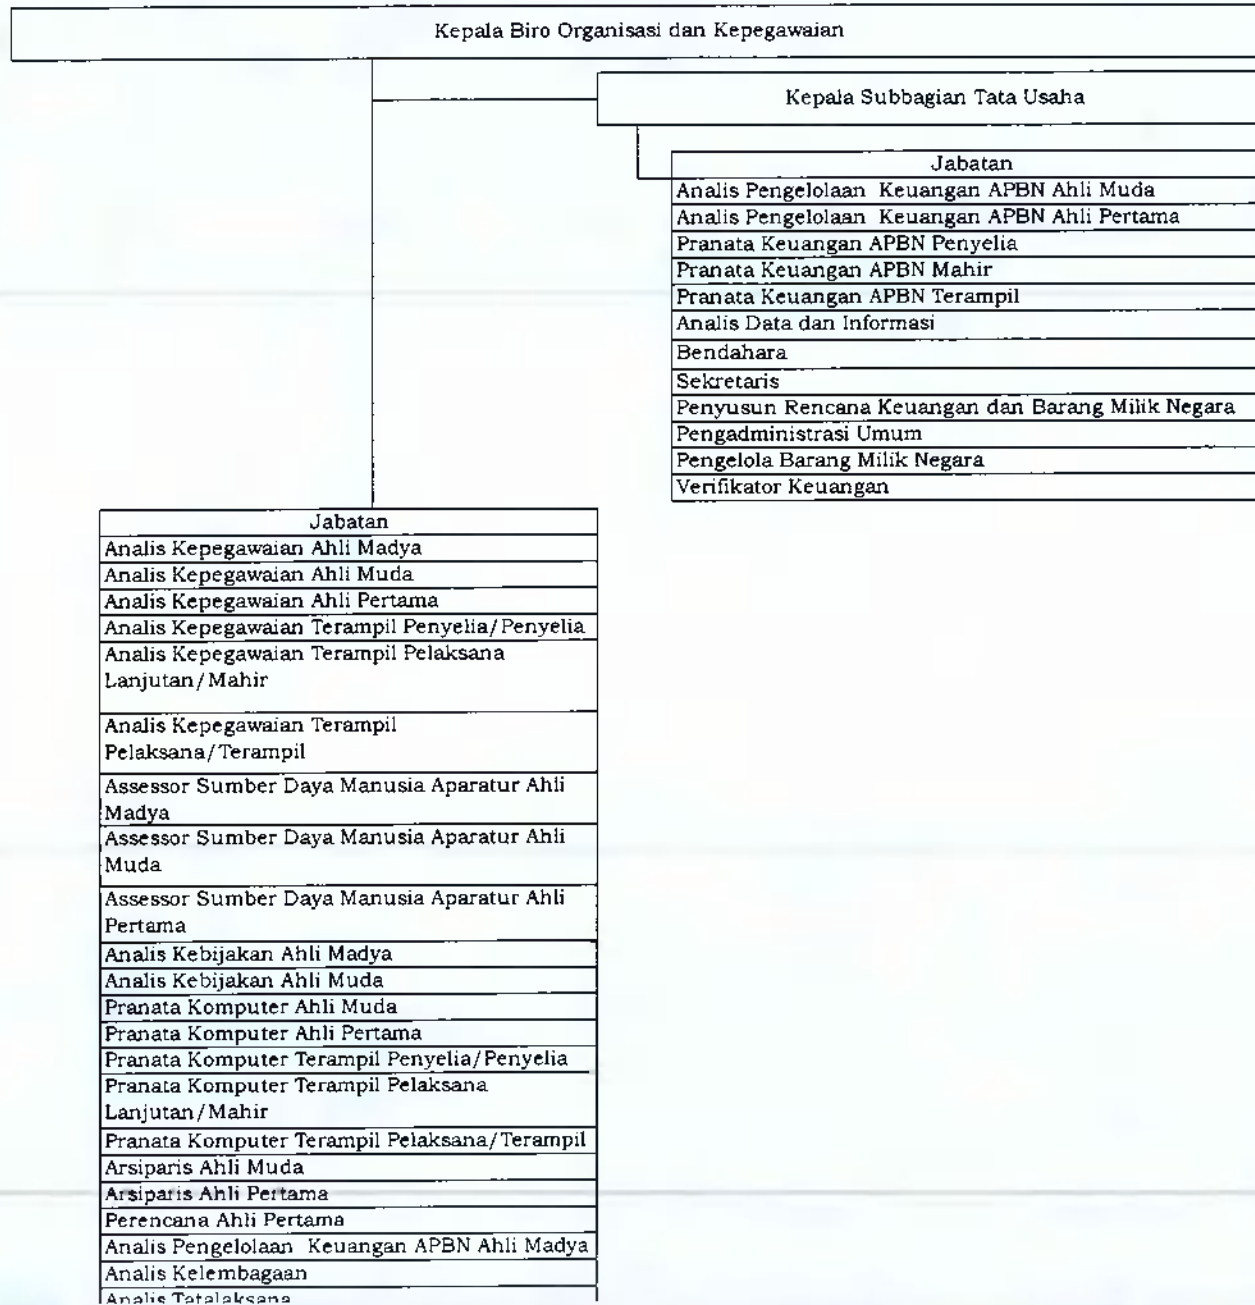 Kepala Biro Organisasi dan Kepegawaian
Kepala Subbagian Tata Usaha
Jabatan
Analis Pengelolaan Keuangan APBN Ahli Muda
Analis Pengelolaan Keuangan APBN Ahli Pertama
Pranata Keuangan APBN Penyelia
Pranata Keuangan APBN Mahir
Pranata Keuangan APBN Terampil
Analis Data dan Informasi
Bendahara
Sekretaris
Penyusun Rencana Keuangan dan Barang Milik Negara
Pengadministrasi Umum
Pengelola Barang Milik Negara
Verifikator Keuangan
Jabatan
Analis Kepegawaian Ahli Madya
Analis Kepegawaian Ahli Muda
Analis Kepegawaian Ahli Pertama
Analis Kepegawaian Terampil Penyelia/Penyelia
Analis Kepegawaian Terampil Pelaksana
Lanjutan/Mahir
Analis Kepegawaian Terampil
Pelaksana/Terampil
Assessor Sumber Daya Manusia Aparatur Ahli
Madya
Assessor Sumber Daya Manusia Aparatur Ahli
Muda
Assessor Sumber Daya Manusia Aparatur Ahli
Pertama
Analis Kebijakan Ahli Madya
Analis Kebijakan Ahli Muda
Pranata Komputer Ahli Muda
Pranata Komputer Ahli Pertama
Pranata Komputer Terampil Penyelia/Penyelia
Pranata Komputer Terampil Pelaksana
Lanjutan/Mahir
Pranata Komputer Terampil Pelaksana/Terampil
Arsiparis Ahli Muda
Arsiparis Ahli Pertama
Perencana Ahli Pertama
Analis Pengelolaan Keuangan APBN Ahli Madya
Analis Kelembagaan
Analis Tatalaksana